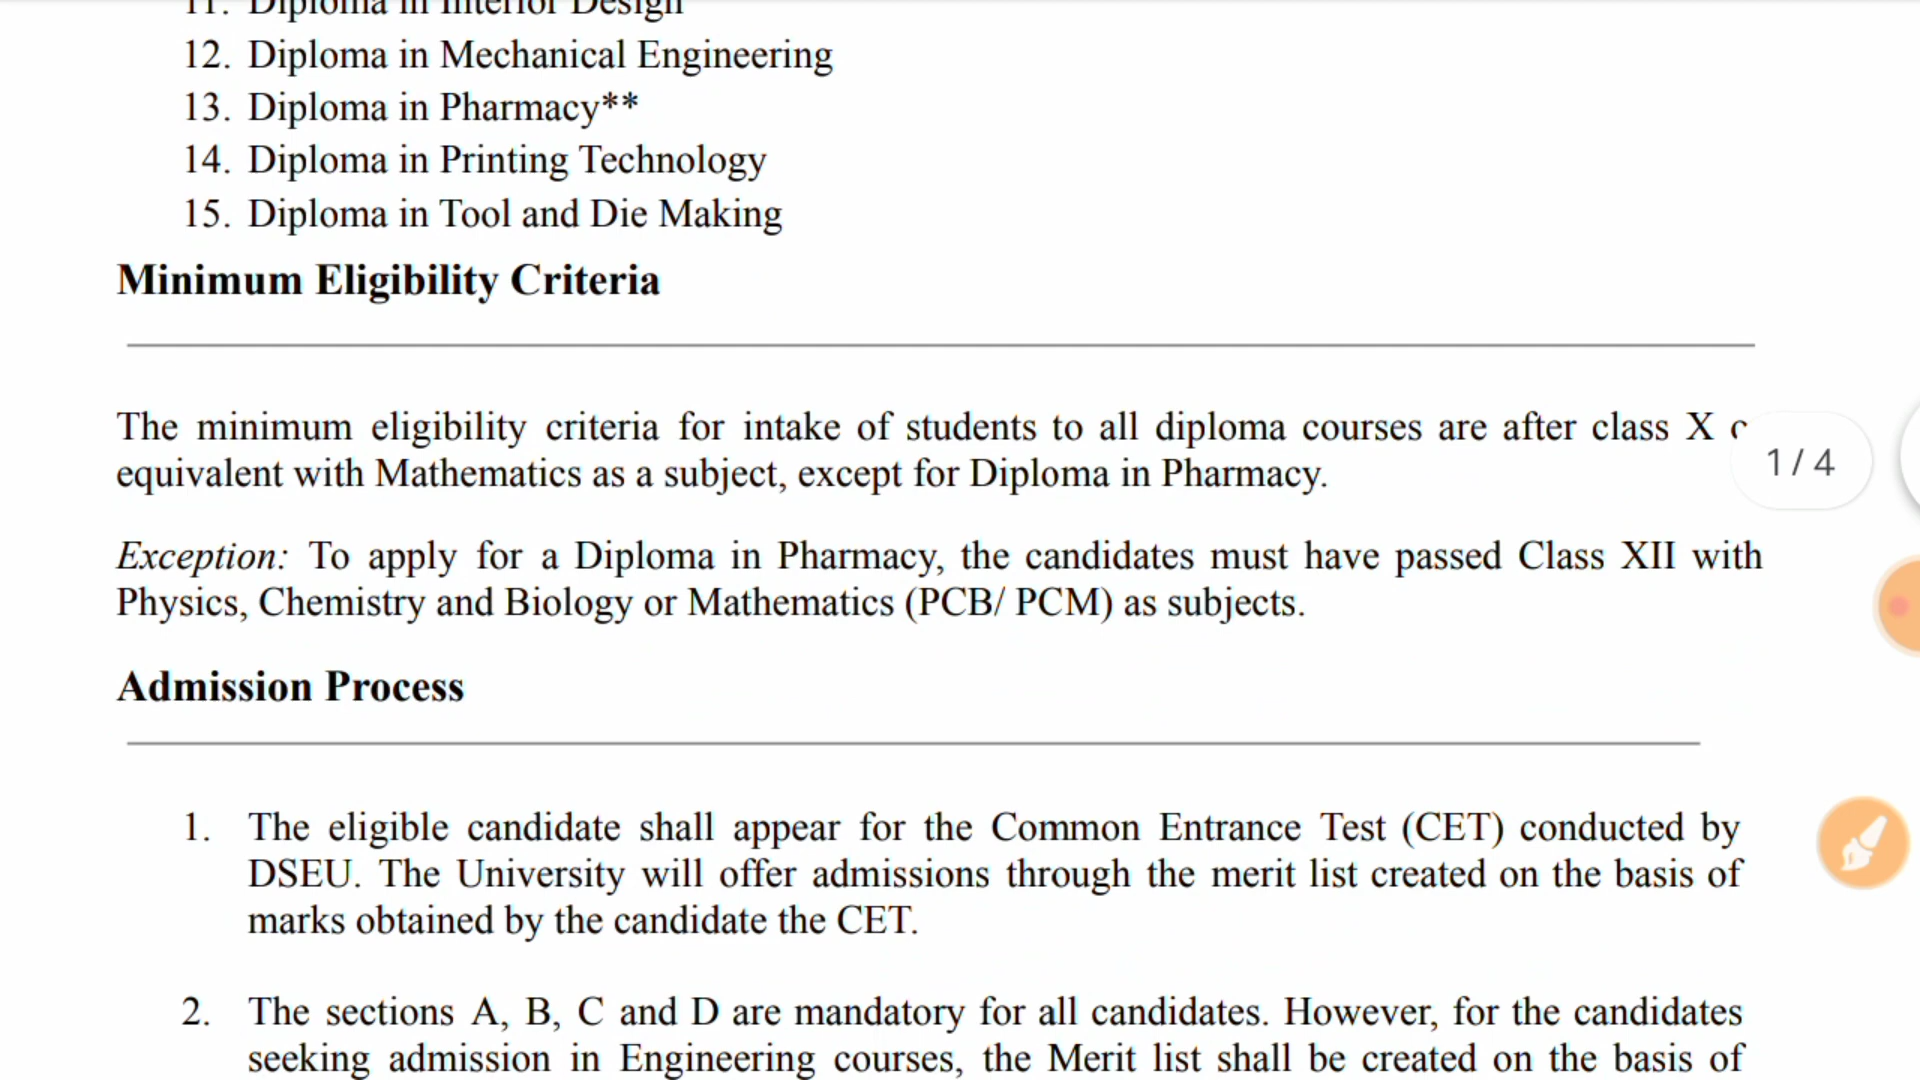 11. Diploma in Interior Design
12. Diploma in Mechanical Engineering
13. Diploma in Pharmacy**
14. Diploma in Printing Technology
15. Diploma in Tool and Die Making
Minimum Eligibility Criteria
The minimum eligibility criteria for intake of students to all diploma courses are after class X
equivalent with Mathematics as a subject, except for Diploma in Pharmacy.
1 / 4
Exception: To apply for a Diploma in Pharmacy, the candidates must have passed Class XII with
Physics, Chemistry and Biology or Mathematics (PCB/ PCM) as subjects.
Admission Process
1. The eligible candidate shall appear for the Common Entrance Test (CET) conducted by
DSEU. The University will offer admissions through the merit list created on the basis of
marks obtained by the candidate the CET.
2. The sections A, B, C and D are mandatory for all candidates. However, for the candidates
seeking admission in Engineering courses, the Merit list shall be created on the basis of